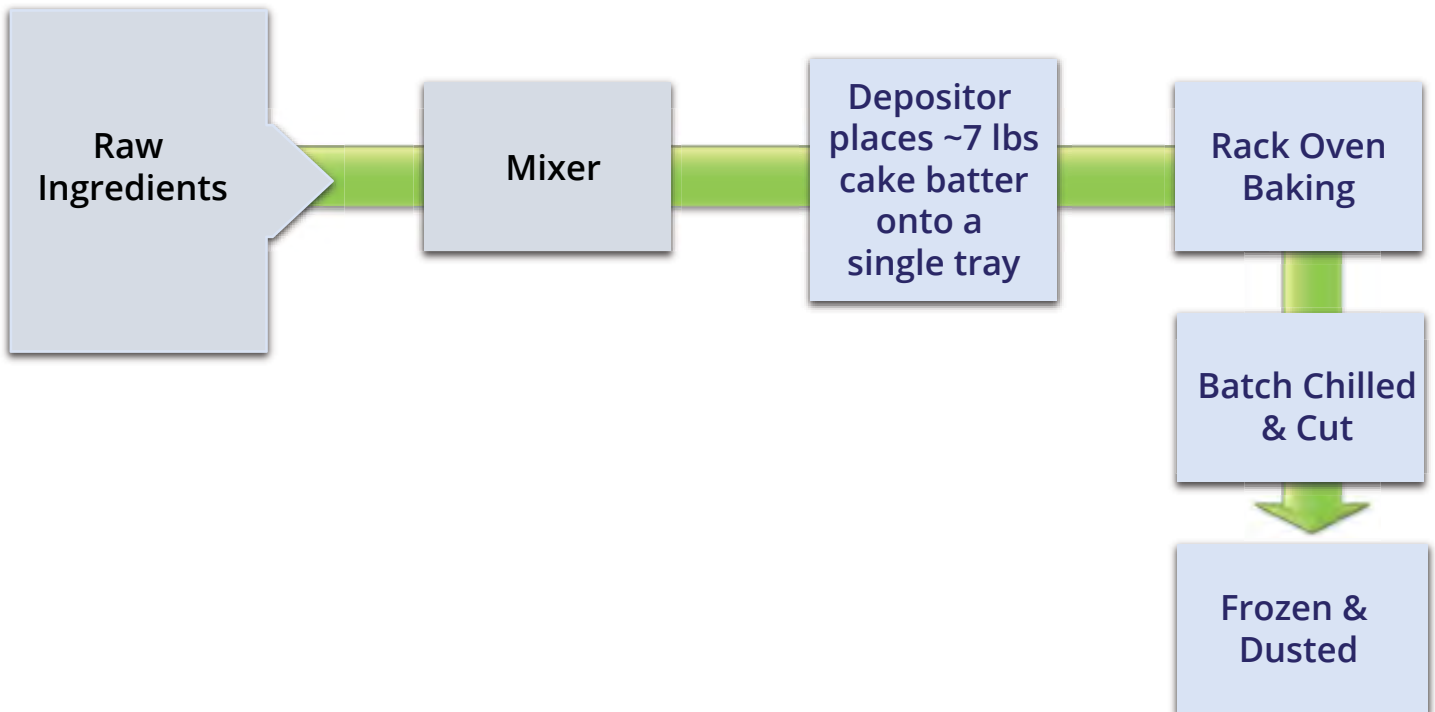 Raw
Ingredients
Mixer
Depositor
places ~7 lbs
cake batter
onto a
single tray
Rack Oven
Baking
Batch Chilled
& Cut
Frozen &
Dusted